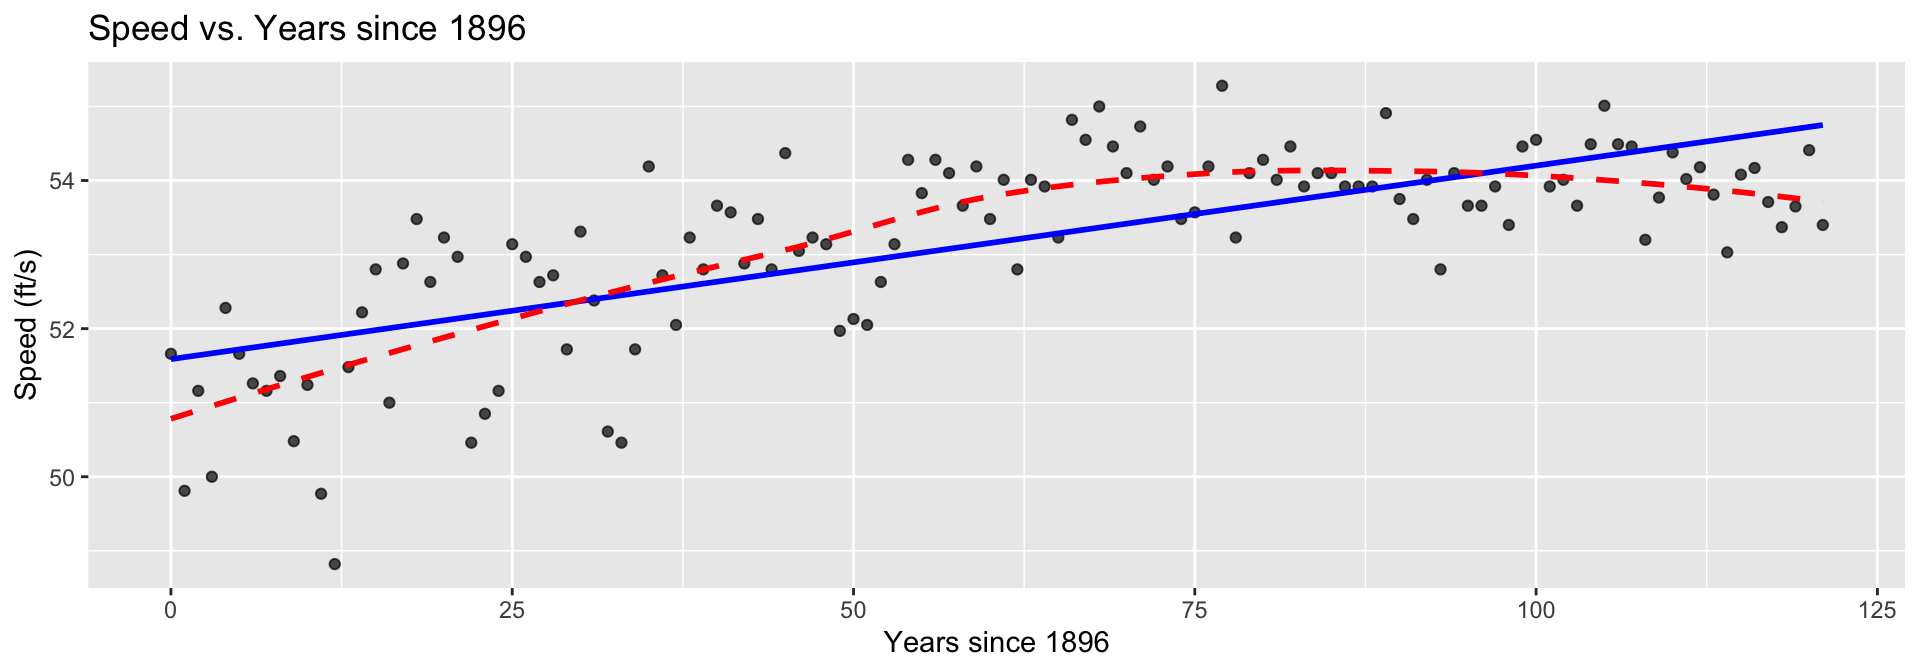 Speed vs. Years since 1896
Speed (ft/s)
54
52
50
0 25 50 75 100 125
Years since 1896